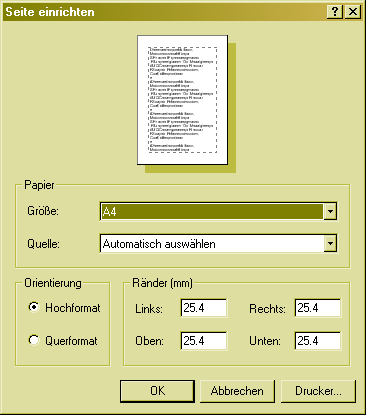 Seite einrichten
Papier
Größe: A4
Quelle: Automatisch auswählen
Orientierung
Hochformat
Querformat
Ränder (mm)
Links: 25.4 Rechts: 25.4
Oben: 25.4 Unten: 25.4
OK Abbrechen Drucker...